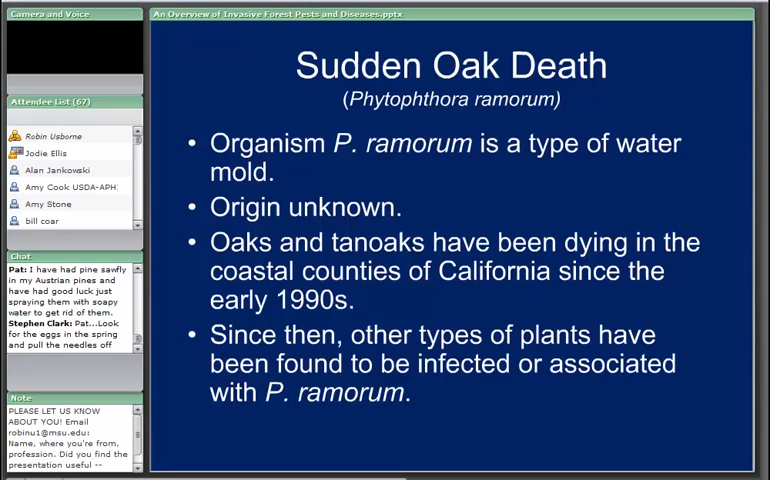 Camera and Voice
An Overview of Invasive Forest Pests and Diseases.pptx
Attendee List (67)
Robin Usborne
Jodie Ellis
Alan Jankowski
Amy Cook USDA-APH
Amy Stone
bill coar
Chat
Pat: I have had pine sawfly
in my Austrian pines and
have had good luck just
spraying them with soapy
water to get rid of them.
Stephen Clark: Pat...Look
for the eggs in the spring
and pull the needles off
Note
PLEASE LET US KNOW
ABOUT YOU! Email
robinu1@msu.edu:
Name, where you're from,
profession. Did you find the
presentation useful --
Sudden Oak Death
(Phytophthora ramorum)
• Organism P. ramorum is a type of water
mold.
• Origin unknown.
• Oaks and tanoaks have been dying in the
coastal counties of California since the
early 1990s.
• Since then, other types of plants have
been found to be infected or associated
with P. ramorum.